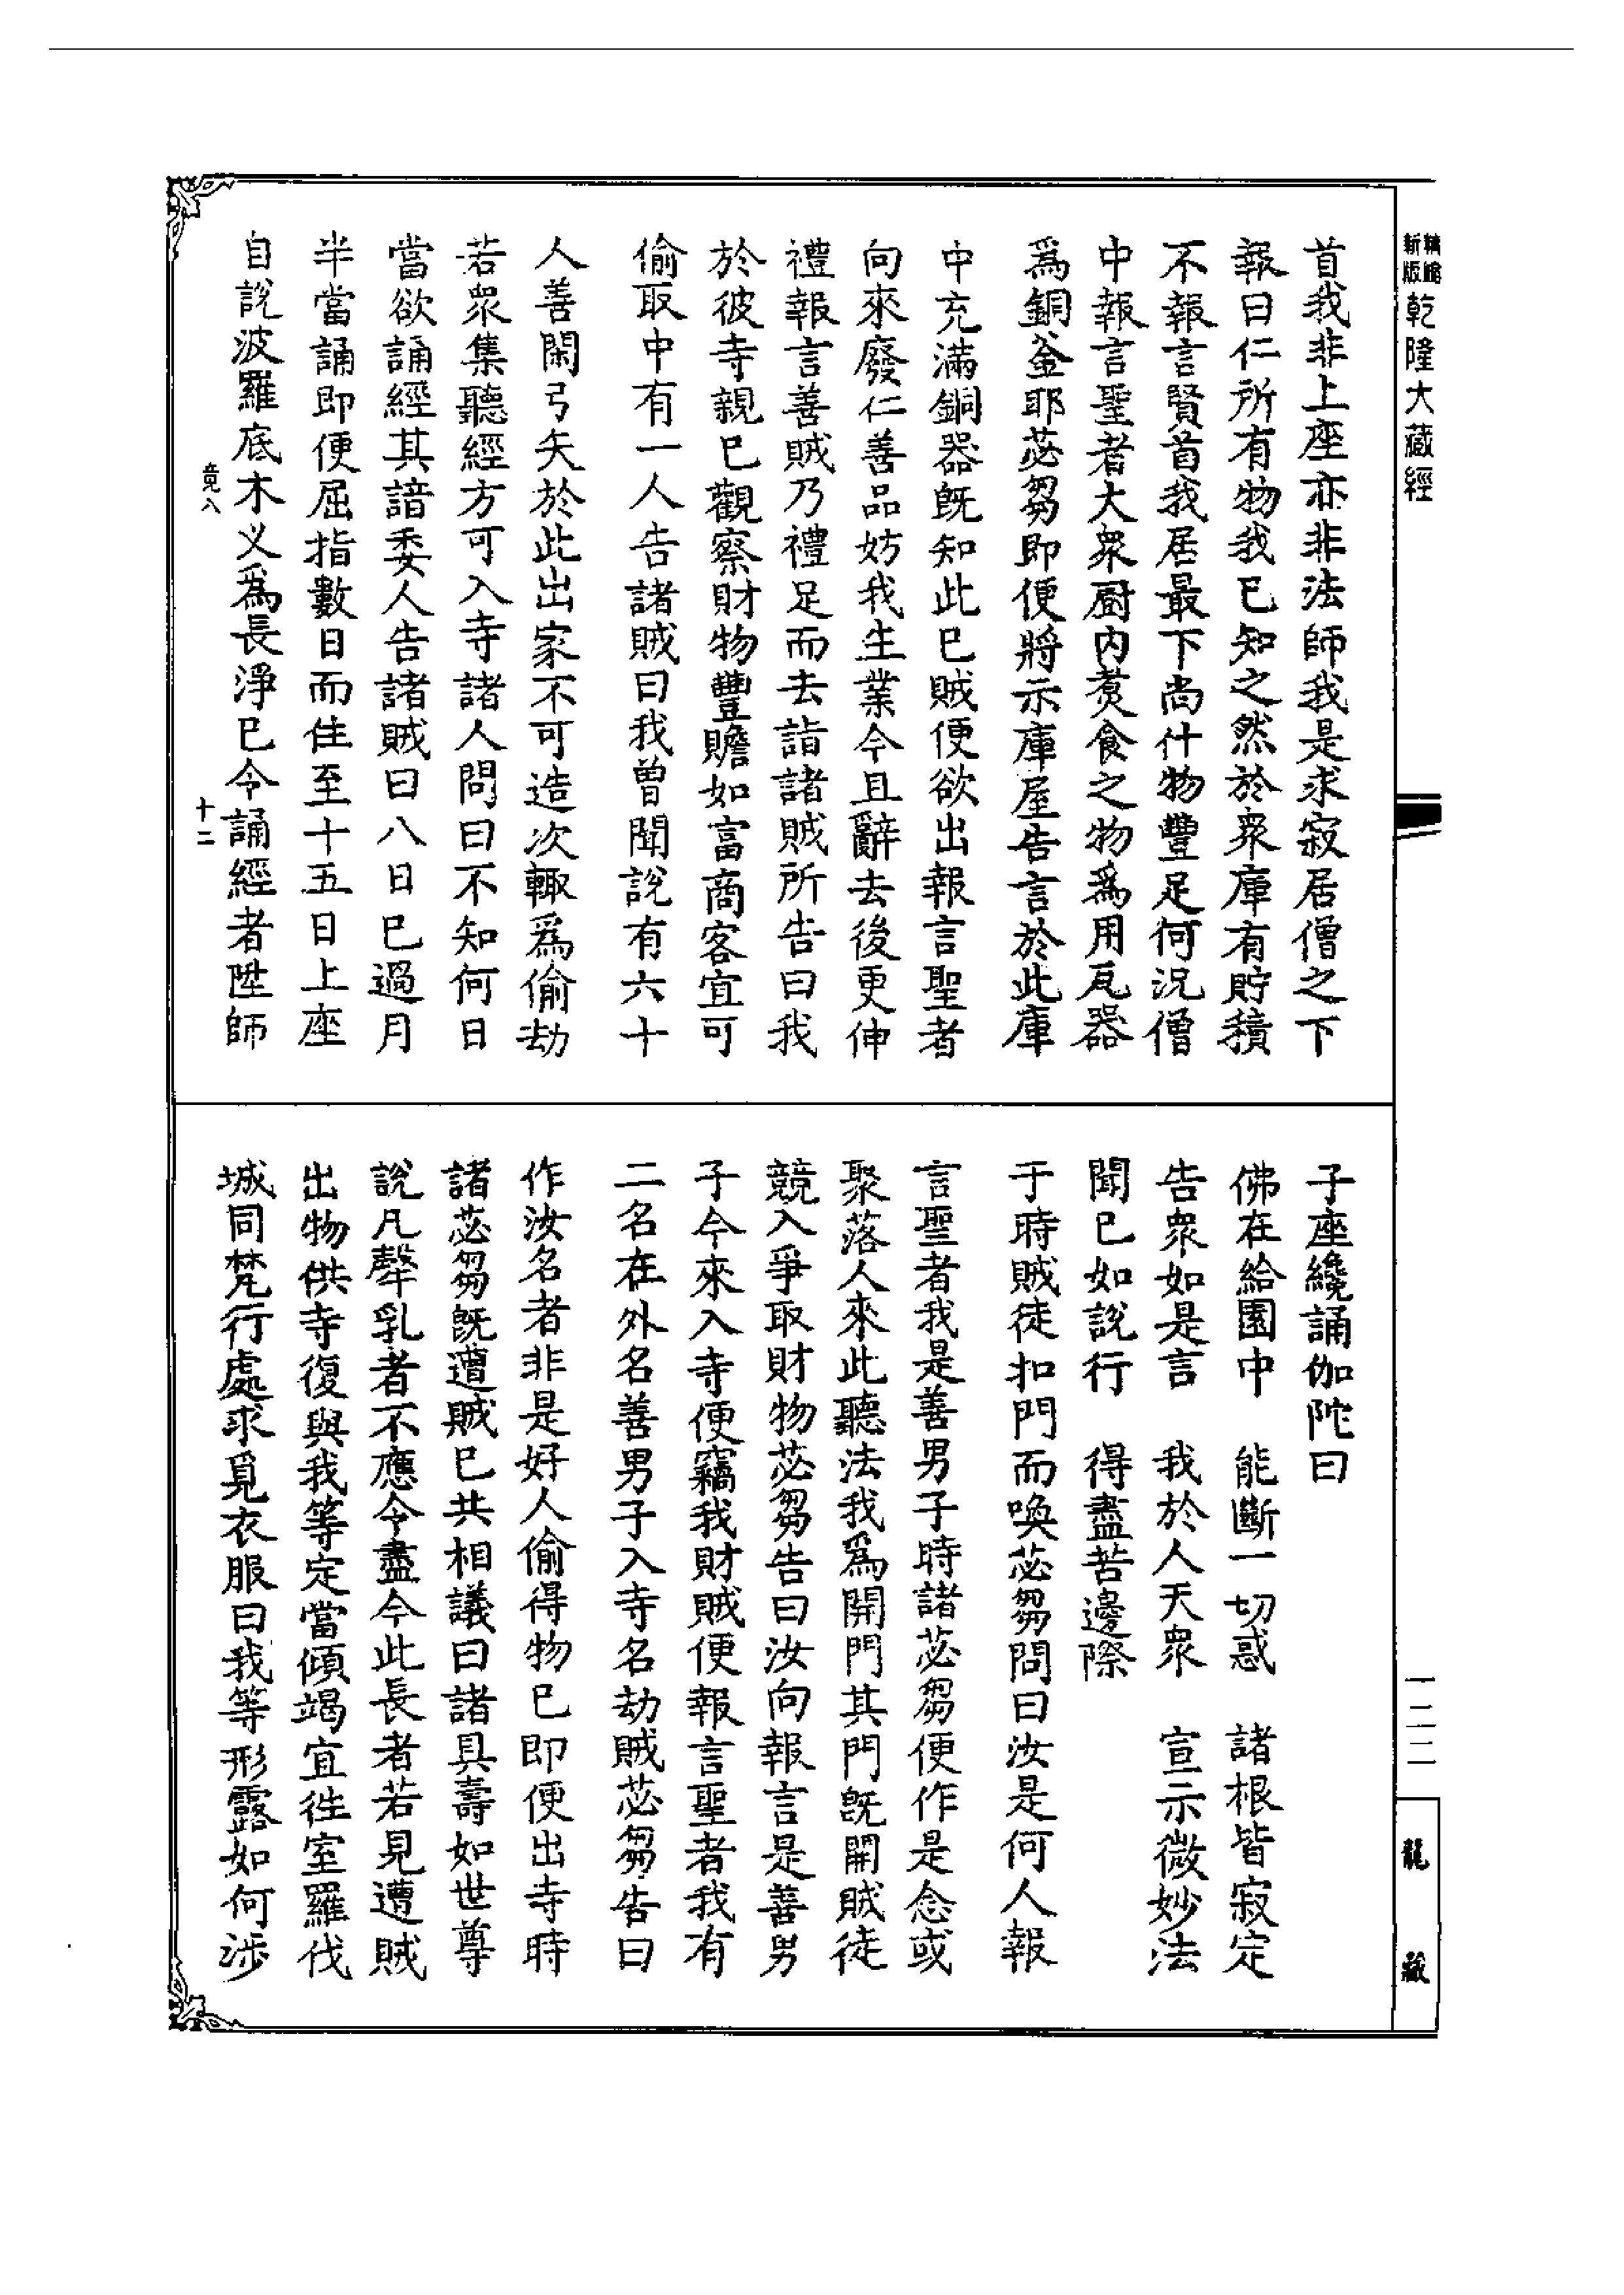 新版
精縮
乾隆大藏經
一二二
龍藏
首我非上座亦非法師我是求寂居僧之下
報曰仁所有物我已知之然於衆庫有貯積
不報言賢首我居最下尚什物豐足何況僧
中報言聖者大衆厨内煮食之物爲用瓦器
爲銅釜耶苾芻即便將示庫屋告言於此庫
中充滿銅器旣知此已賊便欲出報言聖者
向來廢仁善品妨我生業今且辭去後更伸
禮報言善賊乃禮足而去詣諸賊所告曰我
於彼寺親已觀察財物豐贍如富商客宜可
偷取中有一人告諸賊曰我曾聞說有六十
人善閑弓矢於此出家不可造次輙爲偷劫
若衆集聽經方可入寺諸人問曰不知何日
當欲誦經其諳委人告諸賊曰八日已過月
半當誦即便屈指數日而住至十五日上座
自說波羅底木义爲長淨已令誦經者陞師
竟八
十二
子座纔誦伽陀曰
佛在給園中　能斷一切惑　諸根皆寂定
告衆如是言　我於人天衆　宣示微妙法
聞已如說行　得盡苦邊際
于時賊徒扣門而喚苾芻問曰汝是何人報
言聖者我是善男子時諸苾芻便作是念或
聚落人來此聽法我爲開門其門旣開賊徒
競入爭取財物苾芻告曰汝向報言是善男
子今來入寺便竊我財賊便報言聖者我有
二名在外名善男子入寺名劫賊苾芻告曰
作汝名者非是好人偷得物已即便出寺時
諸苾芻旣遭賊已共相議曰諸具壽如世尊
說凡㲉乳者不應令盡今此長者若見遭賊
出物供寺復與我等定當傾竭宜往室羅伐
城同梵行處求覓衣服曰我等形露如何涉